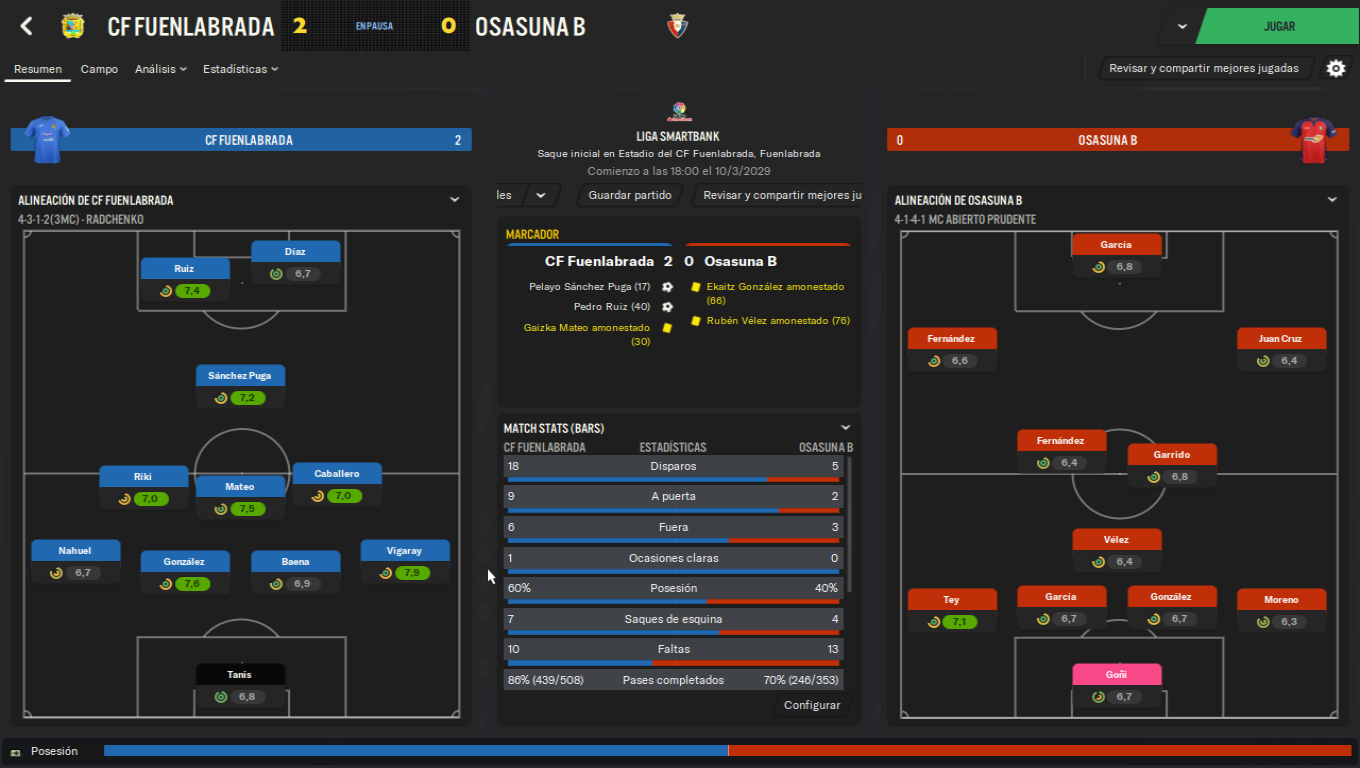 CF FUENLABRADA 2 EN PAUSA 0 OSASUNA B
JUGAR
Resumen Campo Análisis Estadísticas
Revisar y compartir mejores jugadas
CF FUENLABRADA 2
ALINEACIÓN DE CF FUENLABRADA
4-3-1-2(3MC) - RADCHENKO
Díaz
6,7
Ruiz
7,4
Sánchez Puga
7,2
Caballero
7,0
Riki
7,0
Mateo
7,5
Nahuel
6,7
González
7,6
Baena
6,9
Vigaray
7,9
Tanis
6,8
LIGA SMARTBANK
Saque inicial en Estadio del CF Fuenlabrada, Fuenlabrada
Comienzo a las 18:00 el 10/3/2029
les Guardar partido Revisar y compartir mejores ju
MARCADOR
CF Fuenlabrada 2 0 Osasuna B
Pelayo Sánchez Puga (17)
Pedro Ruiz (40)
Gaizka Mateo amonestado
(30)
Ekaitz González amonestado
(66)
Rubén Vélez amonestado (76)
MATCH STATS (BARS)
CF FUENLABRADA ESTADÍSTICAS OSASUNA B
18 Disparos 5
9 A puerta 2
6 Fuera 3
1 Ocasiones claras 0
60% Posesión 40%
7 Saques de esquina 4
10 Faltas 13
86% (439/508) Pases completados 70% (246/353)
Configurar
0 OSASUNA B
ALINEACIÓN DE OSASUNA B
4-1-4-1 MC ABIERTO PRUDENTE
García
6,8
Fernández
6,6
Juan Cruz
6,4
Fernández
6,4
Garrido
6,8
Vélez
6,4
Tey
7,1
García
6,7
González
6,7
Moreno
6,3
Goñi
6,7
Posesión